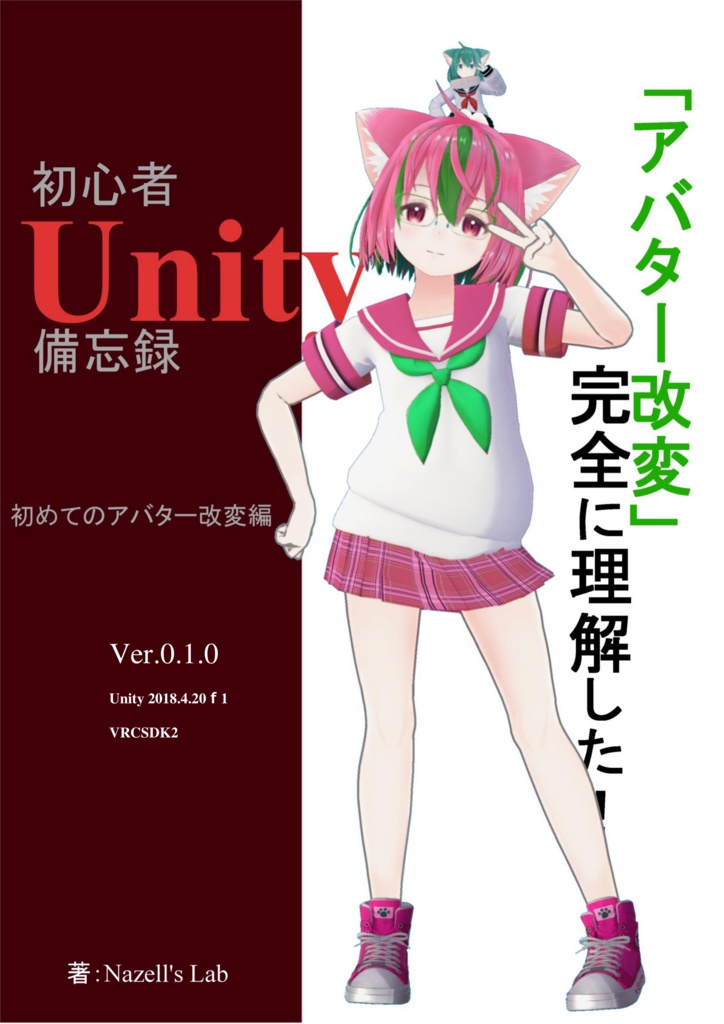 初心者
Unity
備忘録
初めてのアバター改変編
Ver.0.1.0
Unity 2018.4.20ｆ1
VRCSDK2
著：Nazell's Lab
「アバター改変」
完全に理解した！